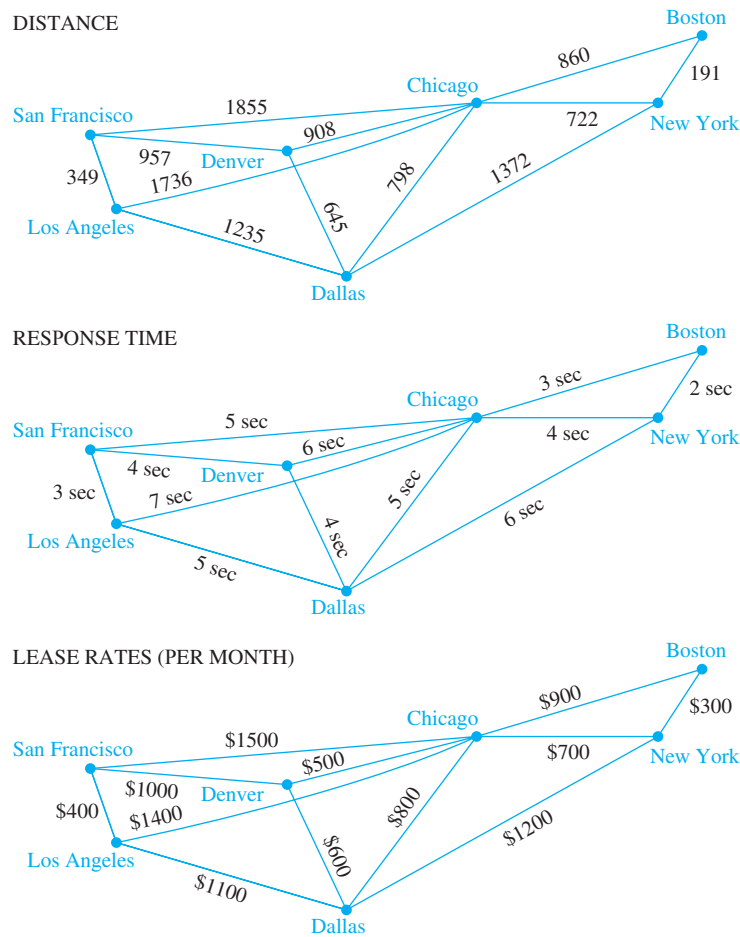 DISTANCE
Boston
860
191
Chicago
San Francisco
1855
908
722
New York
957
Denver
349
1736
798
1372
645
Los Angeles
1235
Dallas
RESPONSE TIME
Boston
3 sec
2 sec
Chicago
San Francisco
5 sec
6 sec
4 sec
New York
4 sec
Denver
3 sec
7 sec
5 sec
6 sec
4 sec
Los Angeles
5 sec
Dallas
LEASE RATES (PER MONTH)
Boston
$900
$300
Chicago
San Francisco
$1500
$500
$700
New York
$1000
Denver
$400
$1400
$800
$1200
$600
Los Angeles
$1100
Dallas